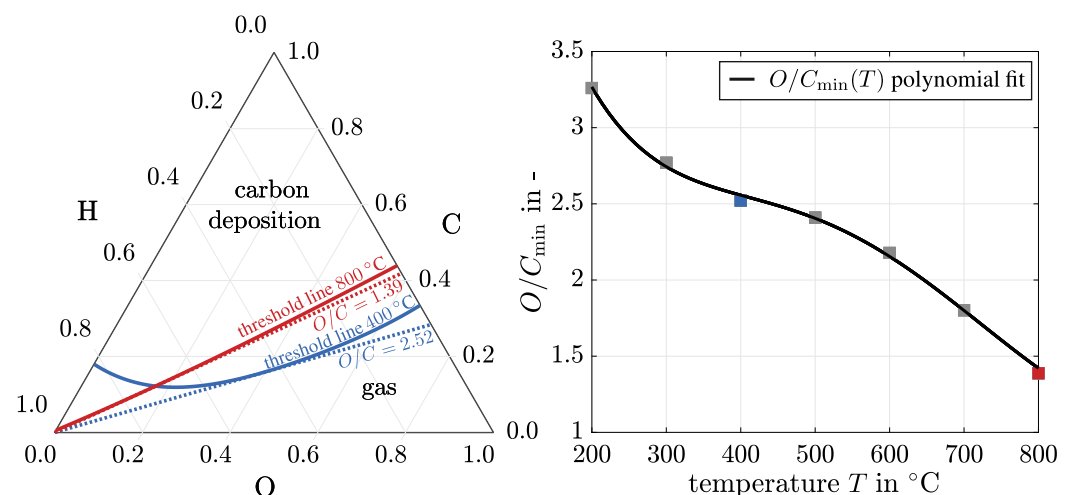 0.0
1.0
0.2
0.8
0.4
carbon
deposition
0.6
H
C
0.6
0.4
threshold line 800 °C
O/C = 1.39
threshold line 400 °C
O/C = 2.52
0.8
0.2
gas
1.0
0.0
0.0
0.2
0.4
0.6
0.8
1.0
O
3.5
O/Cmin(T) polynomial fit
3
2.5
2
1.5
1
O/Cmin in -
200
300
400
500
600
700
800
temperature T in °C